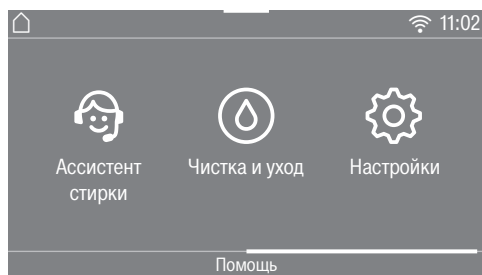 11:02
Ассистент
стирки
Чистка и уход
Настройки
Помощь